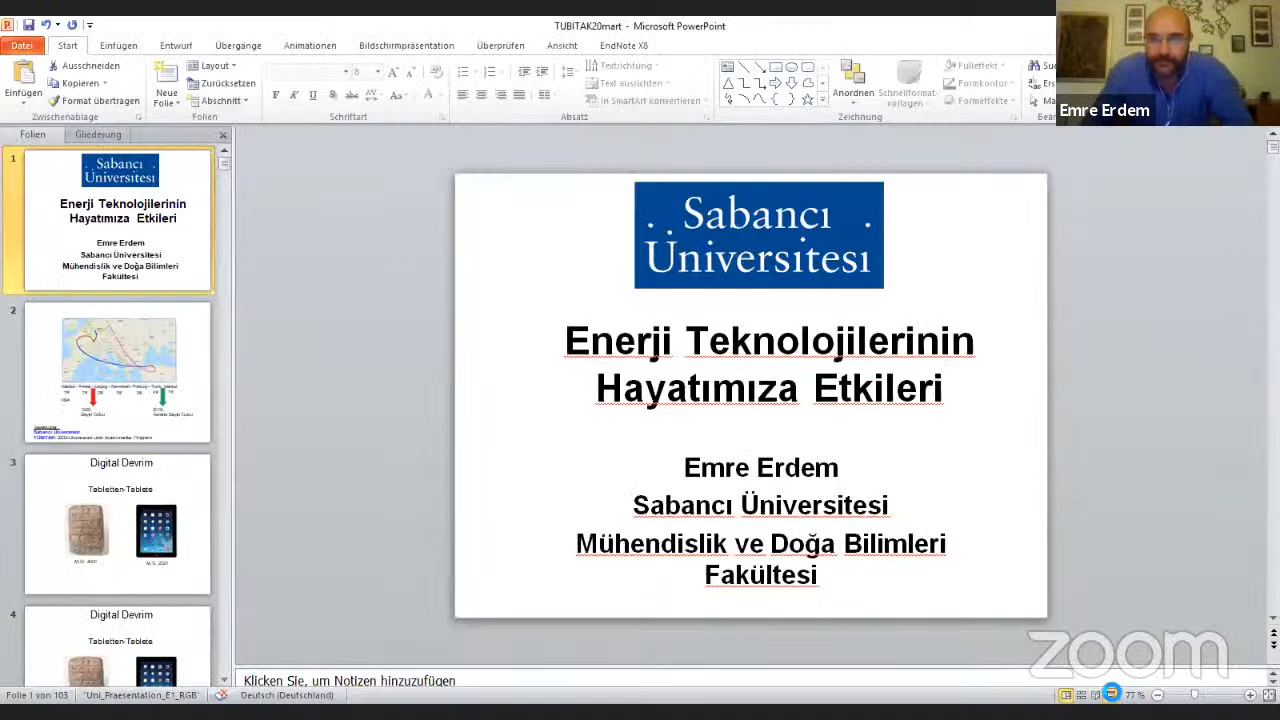 TUBITAK20mart - Microsoft PowerPoint
Datei Start Einfügen Entwurf Übergänge Animationen Bildschirmpräsentation Überprüfen Ansicht EndNote X8
Einfügen
Ausschneiden
Kopieren
Format übertragen
Zwischenablage
Neue Folie
Layout
Zurücksetzen
Abschnitt
Folien
Schriftart
Textrichtung
Text ausrichten
In SmartArt konvertieren
Absatz
Anordnen
Schnellformat-vorlagen
Fülleffekt
Formkontur
Formeffekte
Zeichnung
Emre Erdem
Folien Gliederung
1
Sabancı
Üniversitesi
Enerji Teknolojilerinin
Hayatımıza Etkileri
Emre Erdem
Sabancı Üniversitesi
Mühendislik ve Doğa Bilimleri
Fakültesi
2
3
Digital Devrim
Tabletten-Tablete
4
Digital Devrim
Tabletten-Tablete
Sabancı
Üniversitesi
Enerji Teknolojilerinin
Hayatımıza Etkileri
Emre Erdem
Sabancı Üniversitesi
Mühendislik ve Doğa Bilimleri
Fakültesi
zoom
Klicken Sie, um Notizen hinzuzufügen
Folie 1 von 103 "Uni_Praesentation_E1_RGB" Deutsch (Deutschland) 77 %